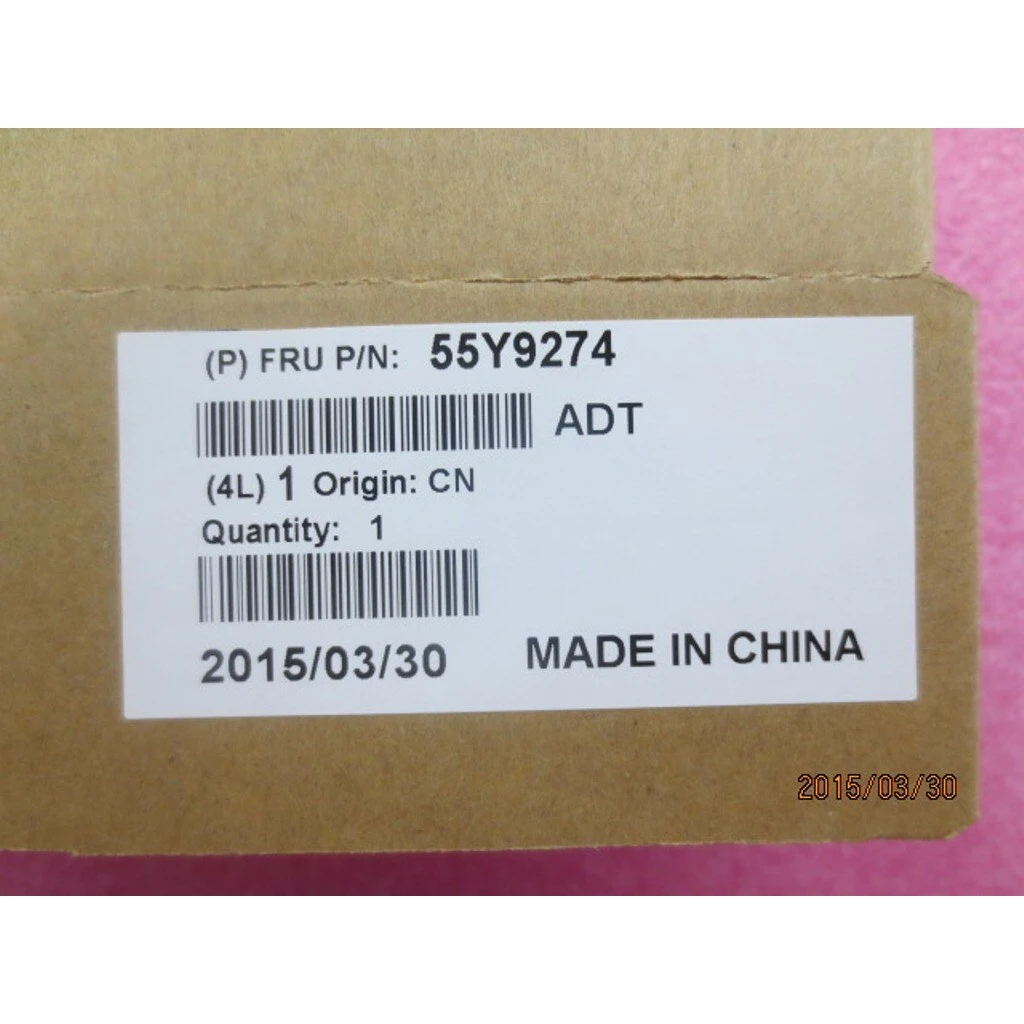 (P) FRU P/N: 55Y9274
ADT
(4L) 1 Origin: CN
Quantity: 1
2015/03/30 MADE IN CHINA
2015/03/30